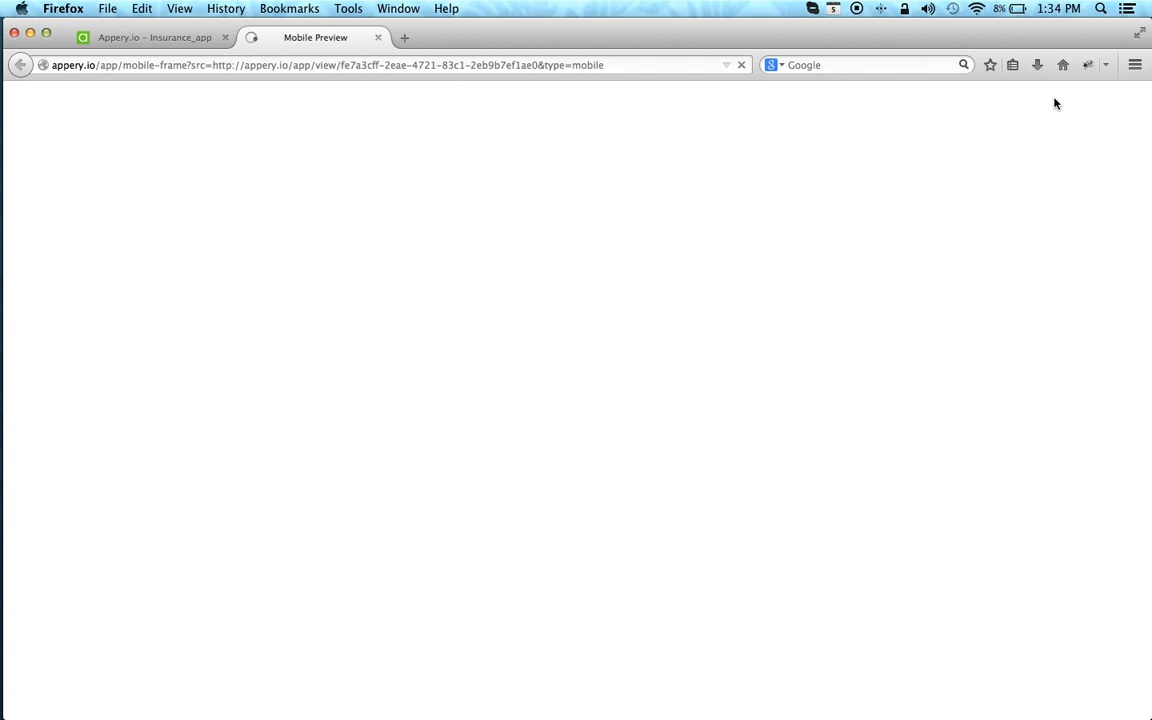 Firefox File Edit View History Bookmarks Tools Window Help 5 8% 1:34 PM
Appery.io – Insurance_app Mobile Preview
appery.io/app/mobile-frame?src=http://appery.io/app/view/fe7a3cff-2eae-4721-83c1-2eb9b7ef1ae0&type=mobile Google